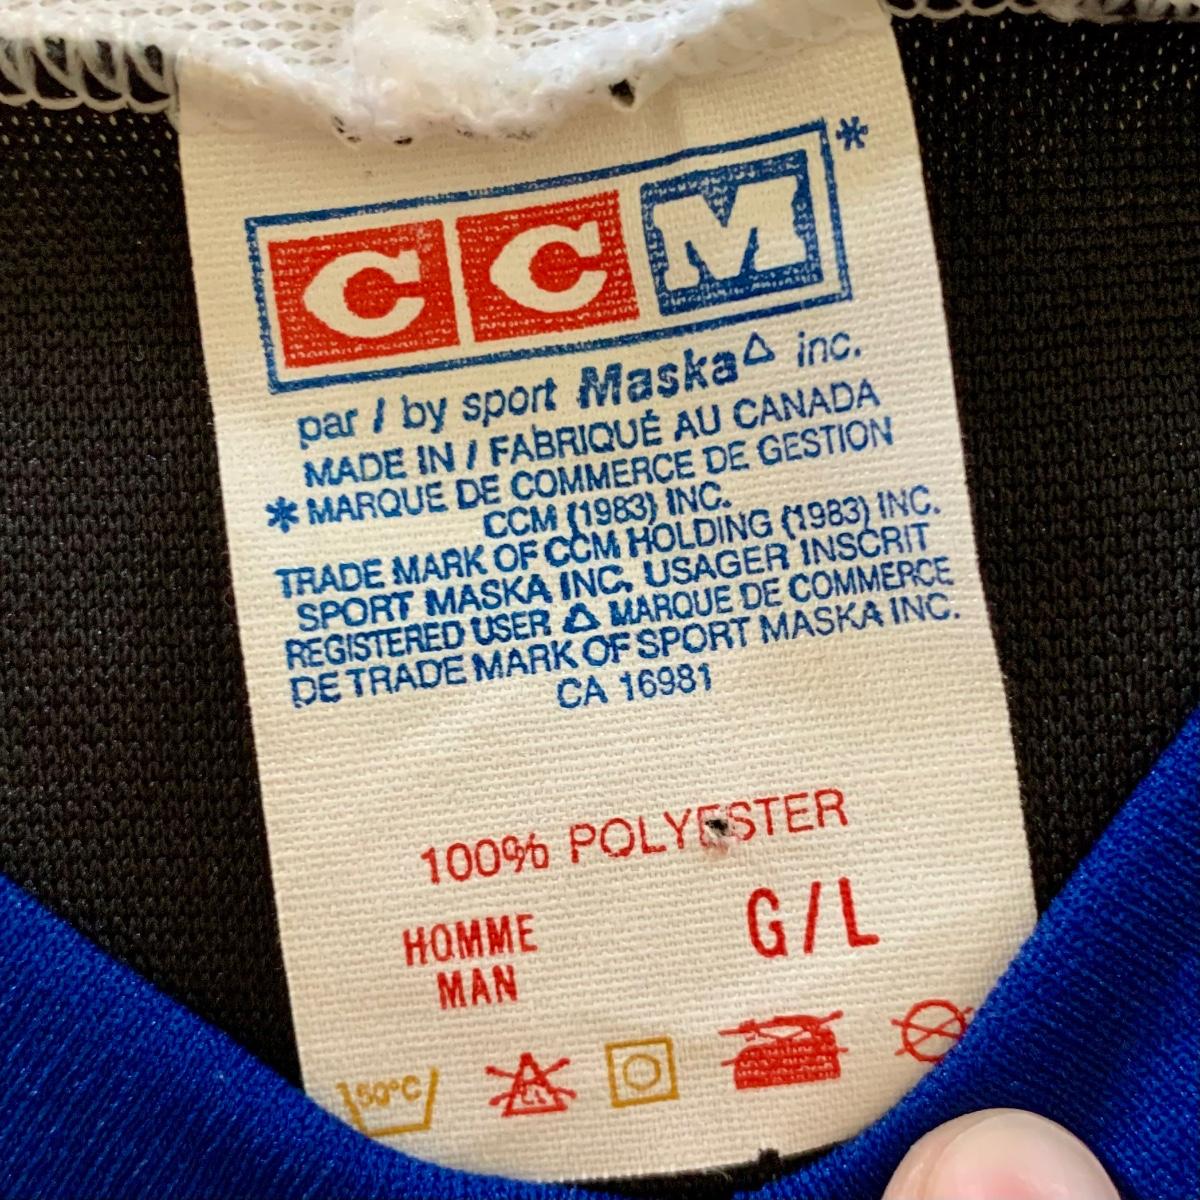 CCM*
par / by sport Maska△ inc.
MADE IN / FABRIQUÉ AU CANADA
* MARQUE DE COMMERCE DE GESTION
CCM (1983) INC.
TRADE MARK OF CCM HOLDING (1983) INC.
SPORT MASKA INC. USAGER INSCRIT
REGISTERED USER △ MARQUE DE COMMERCE
DE TRADE MARK OF SPORT MASKA INC.
CA 16981
100% POLYESTER
HOMME
MAN
G/L
50°C